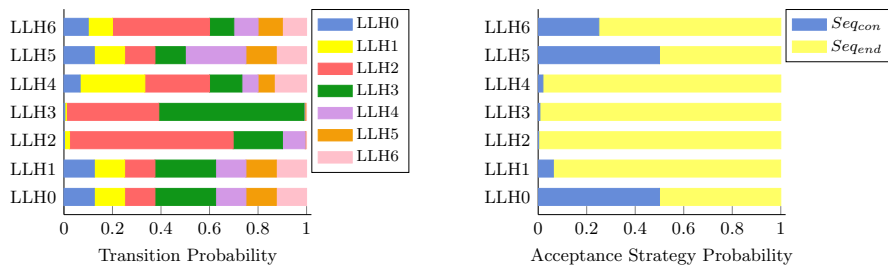 LLH6
LLH5
LLH4
LLH3
LLH2
LLH1
LLH0
0 0.2 0.4 0.6 0.8 1
Transition Probability
LLH0
LLH1
LLH2
LLH3
LLH4
LLH5
LLH6
LLH6
LLH5
LLH4
LLH3
LLH2
LLH1
LLH0
0 0.2 0.4 0.6 0.8 1
Acceptance Strategy Probability
Seq_con
Seq_end